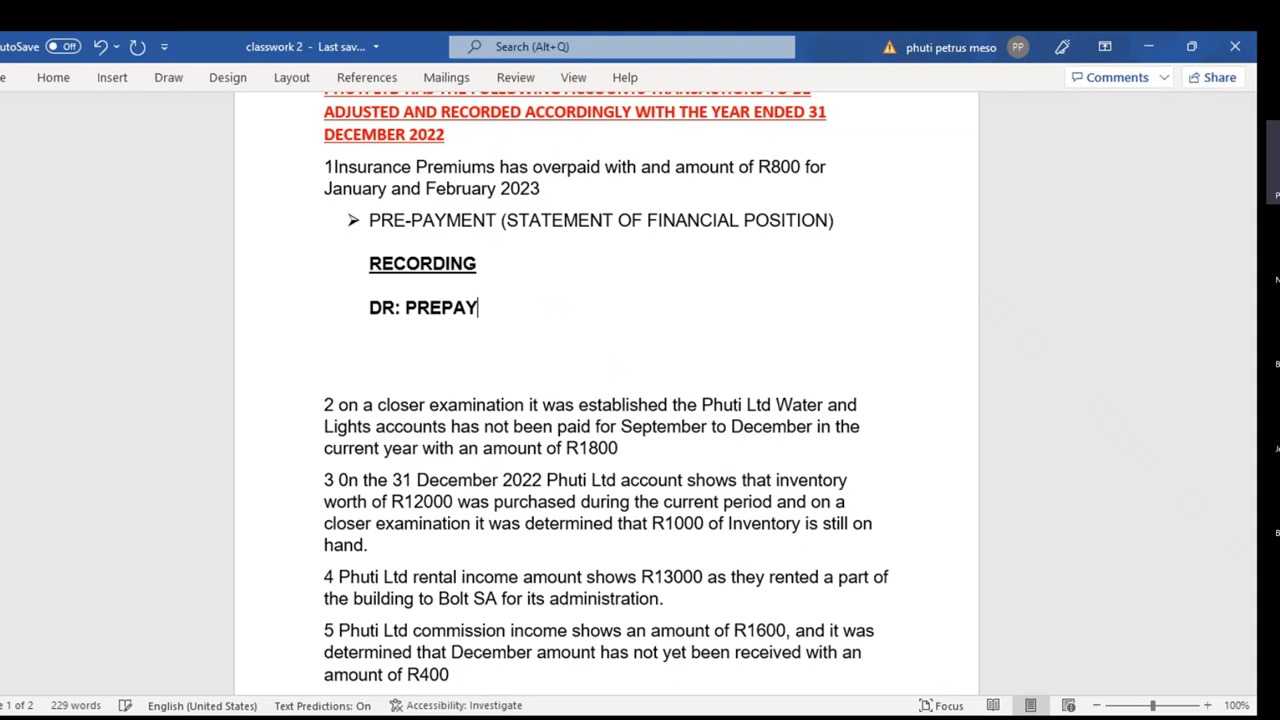 AutoSave Off classwork 2 - Last sav... Search (Alt+Q) phuti petrus meso PP
Home Insert Draw Design Layout References Mailings Review View Help Comments Share
PHUTI LTD HAS THE FOLLOWING ACCOUNTS TRANSACTIONS TO BE
ADJUSTED AND RECORDED ACCORDINGLY WITH THE YEAR ENDED 31
DECEMBER 2022
1Insurance Premiums has overpaid with and amount of R800 for
January and February 2023
➢ PRE-PAYMENT (STATEMENT OF FINANCIAL POSITION)
RECORDING
DR: PREPAY
2 on a closer examination it was established the Phuti Ltd Water and
Lights accounts has not been paid for September to December in the
current year with an amount of R1800
3 0n the 31 December 2022 Phuti Ltd account shows that inventory
worth of R12000 was purchased during the current period and on a
closer examination it was determined that R1000 of Inventory is still on
hand.
4 Phuti Ltd rental income amount shows R13000 as they rented a part of
the building to Bolt SA for its administration.
5 Phuti Ltd commission income shows an amount of R1600, and it was
determined that December amount has not yet been received with an
amount of R400
e 1 of 2 229 words English (United States) Text Predictions: On Accessibility: Investigate Focus 100%